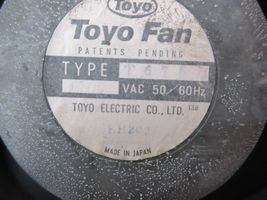 Toyo
Toyo Fan
PATENTS PENDING
TYPE
VAC 50/60Hz
TOYO ELECTRIC CO., LTD.
MADE IN JAPAN